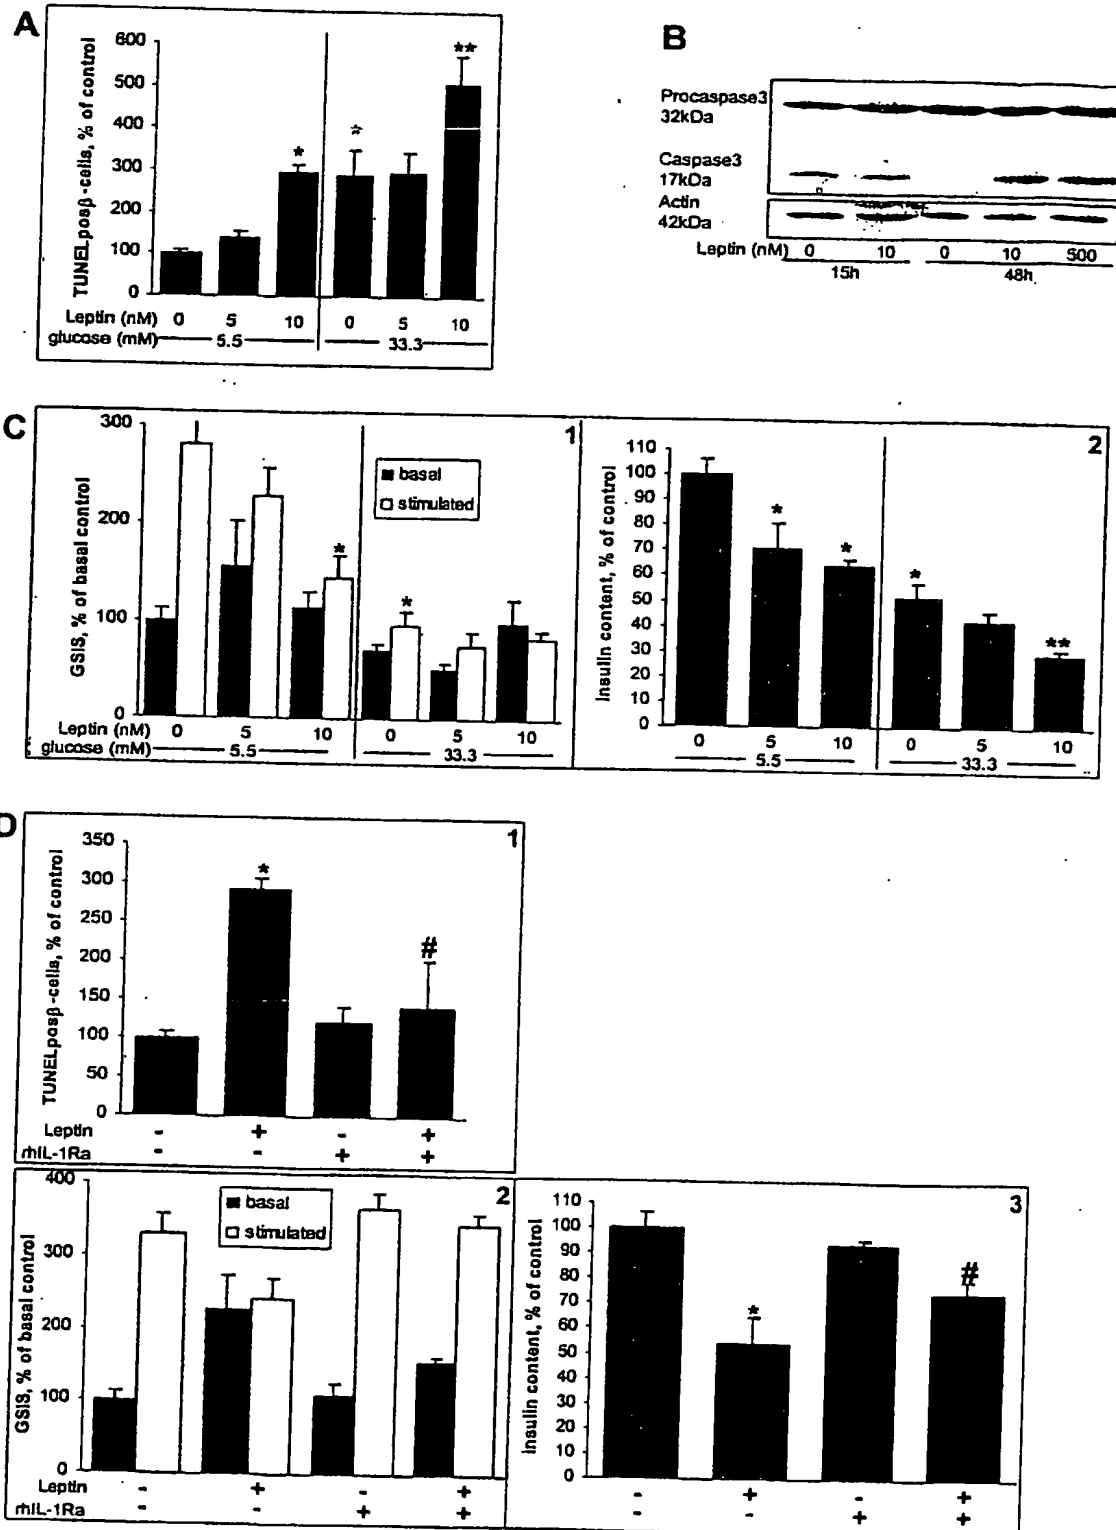 A
TUNELposβ-cells, % of control
600
500
400
300
200
100
0
*
*
**
Leptin (nM) 0 5 10 0 5 10
glucose (mM) 5.5 33.3
B
Procaspase3
32kDa
Caspase3
17kDa
Actin
42kDa
Leptin (nM) 0 10 0 10 500
15h 48h
C
1
GSIS, % of basal control
300
200
100
0
basal
stimulated
*
*
Leptin (nM) 0 5 10 0 5 10
glucose (mM) 5.5 33.3
2
Insulin content, % of control
110
100
90
80
70
60
50
40
30
20
10
0
*
*
*
**
0 5 10 0 5 10
5.5 33.3
D
1
TUNELposβ-cells, % of control
350
300
250
200
150
100
50
0
*
#
Leptin - + - +
rhIL-1Ra - - + +
2
GSIS, % of basal control
400
300
200
100
0
basal
stimulated
Leptin - + - +
rhIL-1Ra - - + +
3
Insulin content, % of control
110
100
90
80
70
60
50
40
30
20
10
0
*
#
- + - +
- - + +